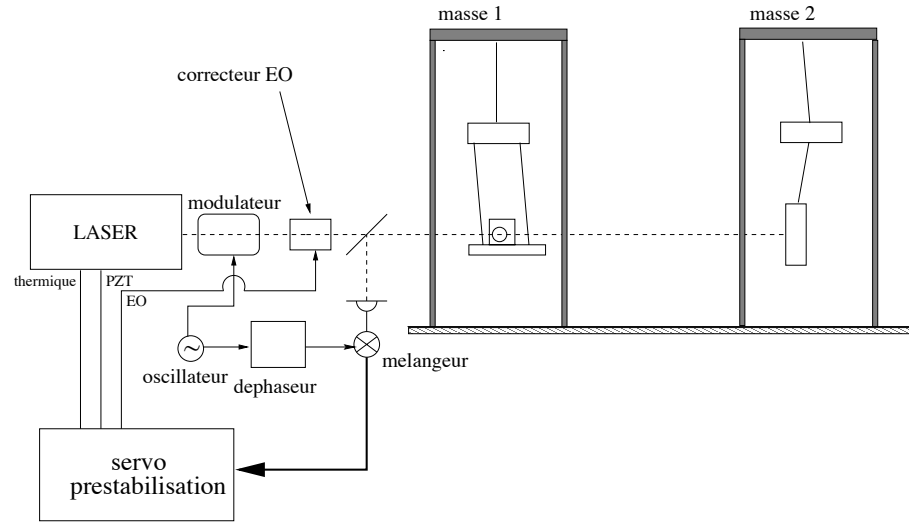 masse 1
masse 2
correcteur EO
modulateur
LASER
thermique
PZT
EO
~
oscillateur
dephaseur
melangeur
servo
prestabilisation